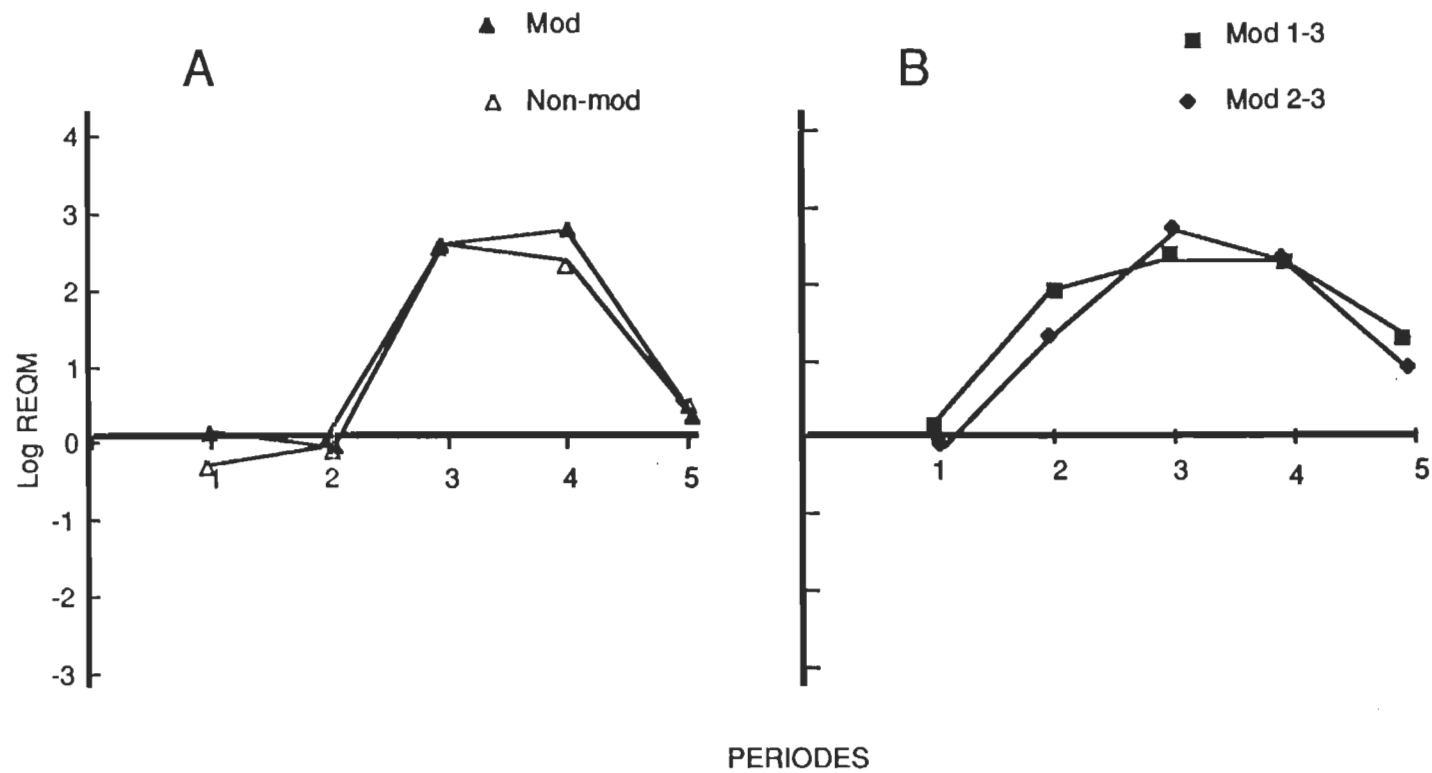 A
Mod
Non-mod
B
Mod 1-3
Mod 2-3
Log REQM
4
3
2
1
0
-1
-2
-3
1 2 3 4 5
1 2 3 4 5
PERIODES